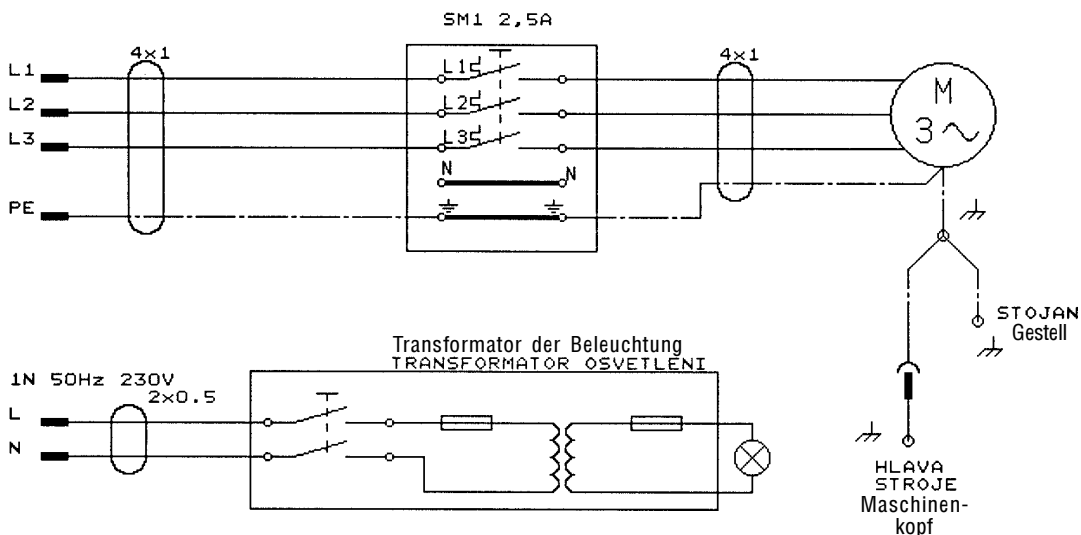 SM1 2,5A
4x1
4x1
L1
L1
L2
L2
L3
L3
M
3~
N
N
PE
STOJAN
Gestell
Transformator der Beleuchtung
TRANSFORMATOR OSVETLENI
1N 50Hz 230V
2x0.5
L
N
HLAVA
STROJE
Maschinen-
kopf